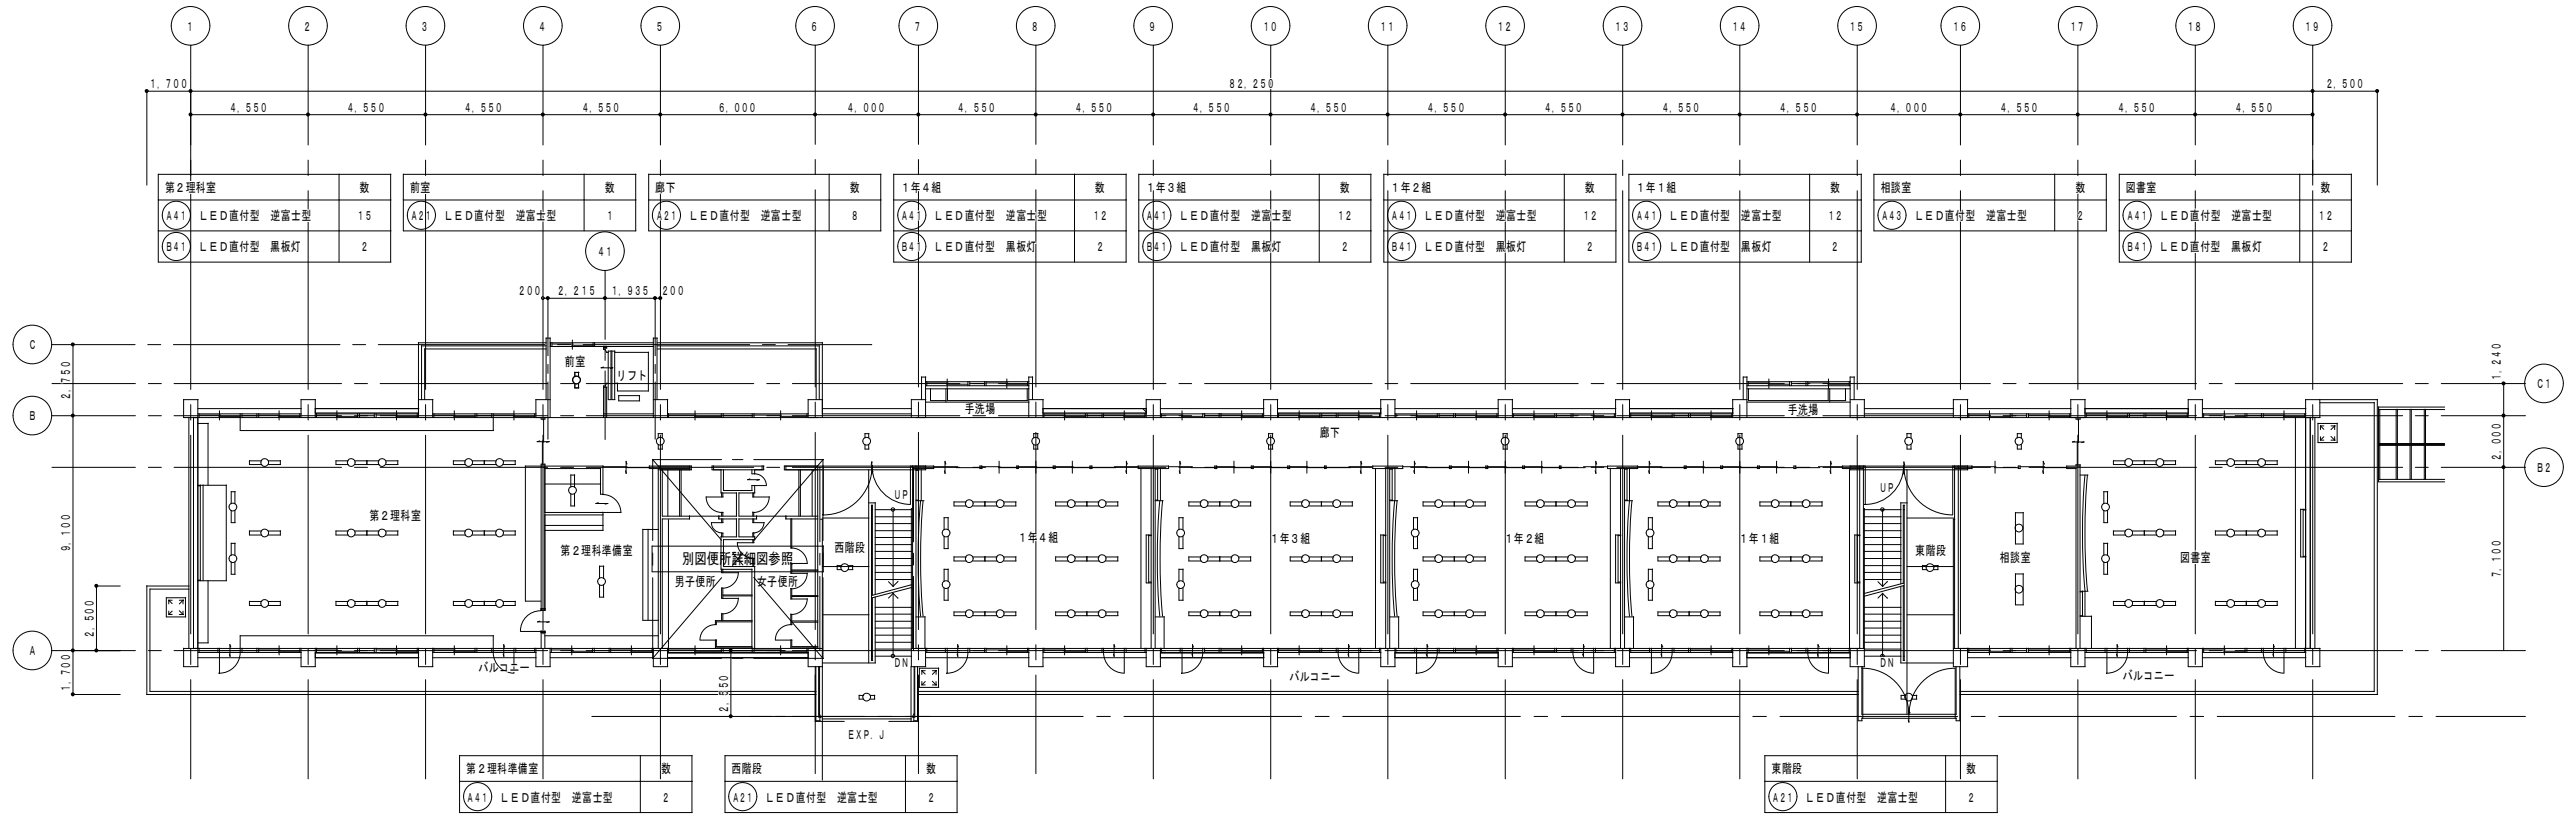 1 2 3 4 5 6 7 8 9 10 11 12 13 14 15 16 17 18 19
1,700 82,250 2,500
4,550 4,550 4,550 4,550 6,000 4,000 4,550 4,550 4,550 4,550 4,550 4,550 4,550 4,550 4,000 4,550 4,550 4,550
第2理科室 数
A41 LED直付型 逆富士型 15
B41 LED直付型 黒板灯 2
前室 数
A21 LED直付型 逆富士型 1
廊下 数
A21 LED直付型 逆富士型 8
1年4組 数
A41 LED直付型 逆富士型 12
B41 LED直付型 黒板灯 2
1年3組 数
A41 LED直付型 逆富士型 12
B41 LED直付型 黒板灯 2
1年2組 数
A41 LED直付型 逆富士型 12
B41 LED直付型 黒板灯 2
1年1組 数
A41 LED直付型 逆富士型 12
B41 LED直付型 黒板灯 2
相談室 数
A43 LED直付型 逆富士型 2
図書室 数
A41 LED直付型 逆富士型 12
B41 LED直付型 黒板灯 2
41
200 2,215 1,935 200
C
2,750
B
9,100
2,500
A
1,700
1,240
C1
2,000
B2
7,100
前室
リフト
手洗場
手洗場
廊下
UP
UP
第2理科室
第2理科準備室
別図便所詳細図参照
男子便所
女子便所
西階段
1年4組
1年3組
1年2組
1年1組
東階段
相談室
図書室
DN
DN
バルコニー
バルコニー
バルコニー
2,550
EXP.J
第2理科準備室 数
A41 LED直付型 逆富士型 2
西階段 数
A21 LED直付型 逆富士型 2
東階段 数
A21 LED直付型 逆富士型 2